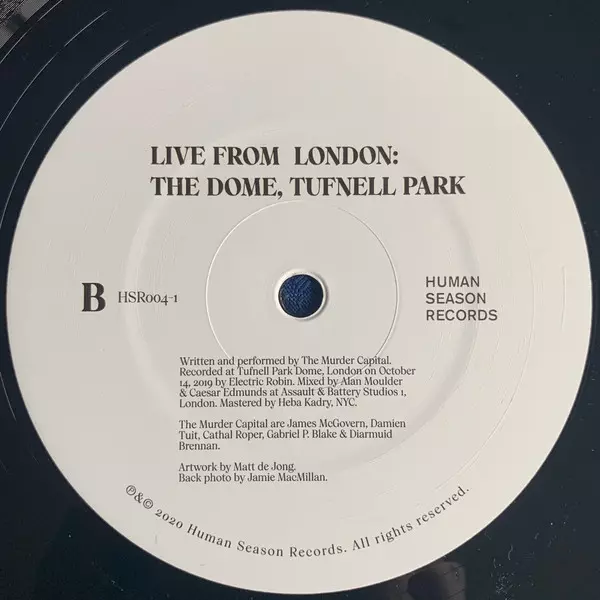 LIVE FROM LONDON:
THE DOME, TUFNELL PARK
B HSR004-1
HUMAN
SEASON
RECORDS
Written and performed by The Murder Capital.
Recorded at Tufnell Park Dome, London on October
14, 2019 by Electric Robin. Mixed by Alan Moulder
& Caesar Edmunds at Assault & Battery Studios 1,
London. Mastered by Heba Kadry, NYC.
The Murder Capital are James McGovern, Damien
Tuit, Cathal Roper, Gabriel P. Blake & Diarmuid
Brennan.
Artwork by Matt de Jong.
Back photo by Jamie MacMillan.
℗&© 2020 Human Season Records. All rights reserved.